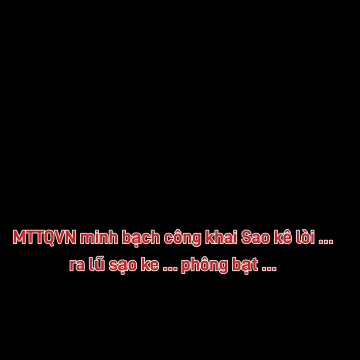 MTTQVN minh bạch công khai Sao kê lòi ...
ra lũ sạo ke ... phông bạt ...